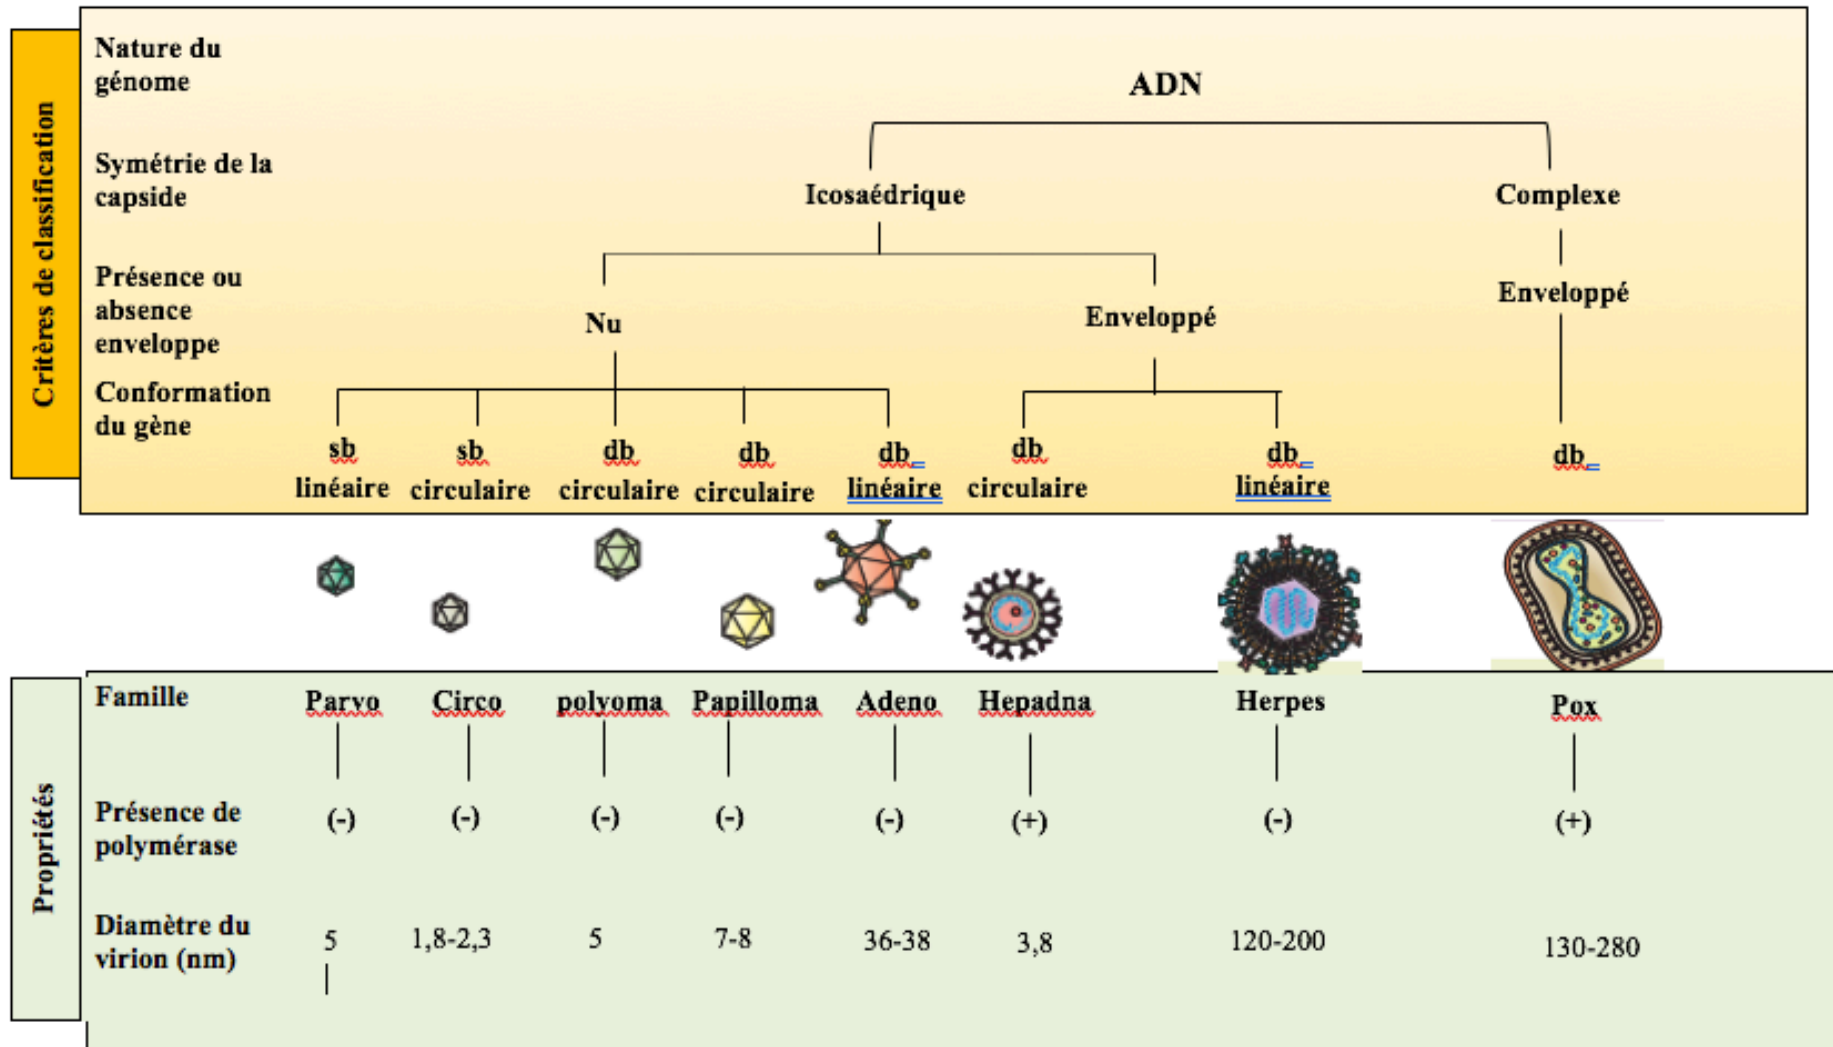 Critères de classification
Nature du
génome
ADN
Symétrie de la
capside
Icosaédrique
Complexe
Présence ou
absence
enveloppe
Nu
Enveloppé
Enveloppé
Conformation
du gène
sb
linéaire
sb
circulaire
db
circulaire
db
circulaire
db
linéaire
db
circulaire
db
linéaire
db
Propriétés
Famille
Parvo
Circo
polyoma
Papilloma
Adeno
Hepadna
Herpes
Pox
Présence de
polymérase
(-)
(-)
(-)
(-)
(-)
(+)
(-)
(+)
Diamètre du
virion (nm)
5
1,8-2,3
5
7-8
36-38
3,8
120-200
130-280